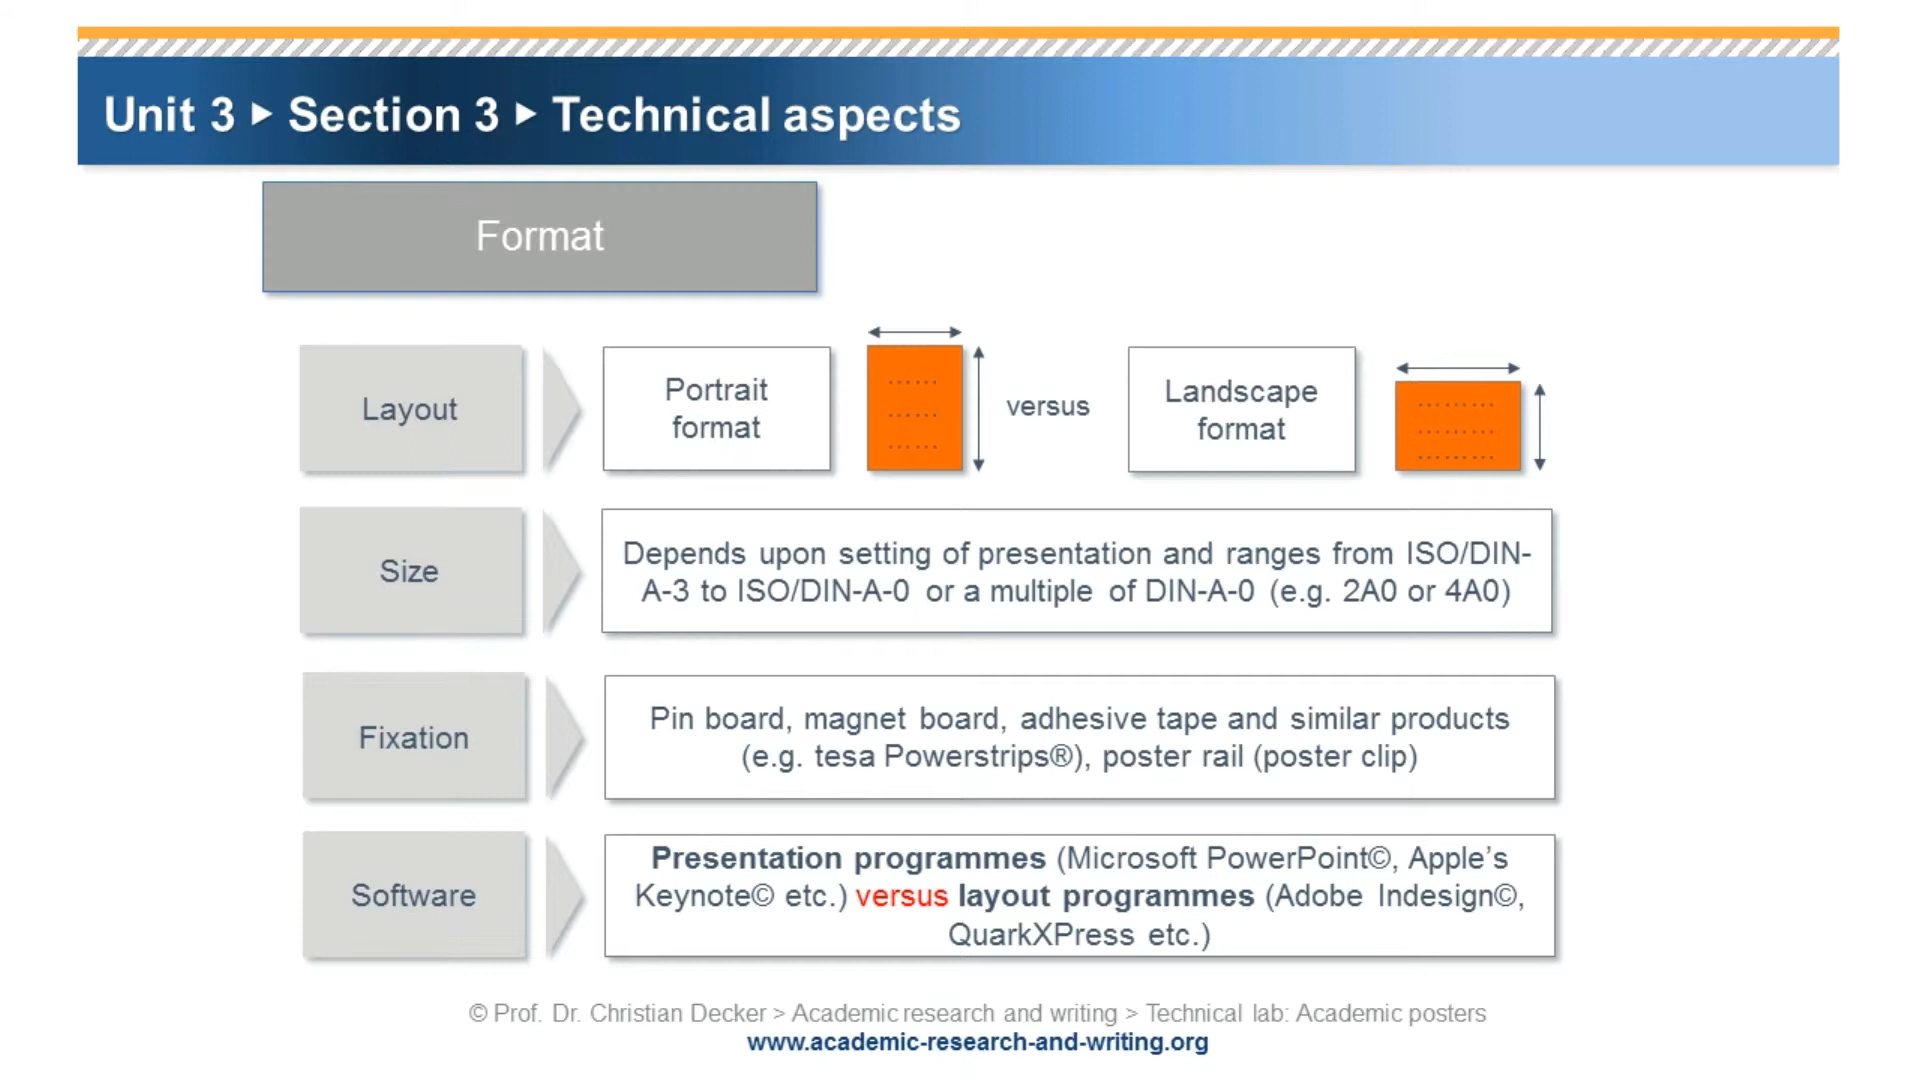 Unit 3 ▸ Section 3 ▸ Technical aspects
Format
Layout
Portrait
format
......
......
......
versus
Landscape
format
.........
.........
.........
Size
Depends upon setting of presentation and ranges from ISO/DIN-
A-3 to ISO/DIN-A-0 or a multiple of DIN-A-0 (e.g. 2A0 or 4A0)
Fixation
Pin board, magnet board, adhesive tape and similar products
(e.g. tesa Powerstrips®), poster rail (poster clip)
Software
Presentation programmes (Microsoft PowerPoint©, Apple’s
Keynote© etc.) versus layout programmes (Adobe Indesign©,
QuarkXPress etc.)
© Prof. Dr. Christian Decker > Academic research and writing > Technical lab: Academic posters
www.academic-research-and-writing.org